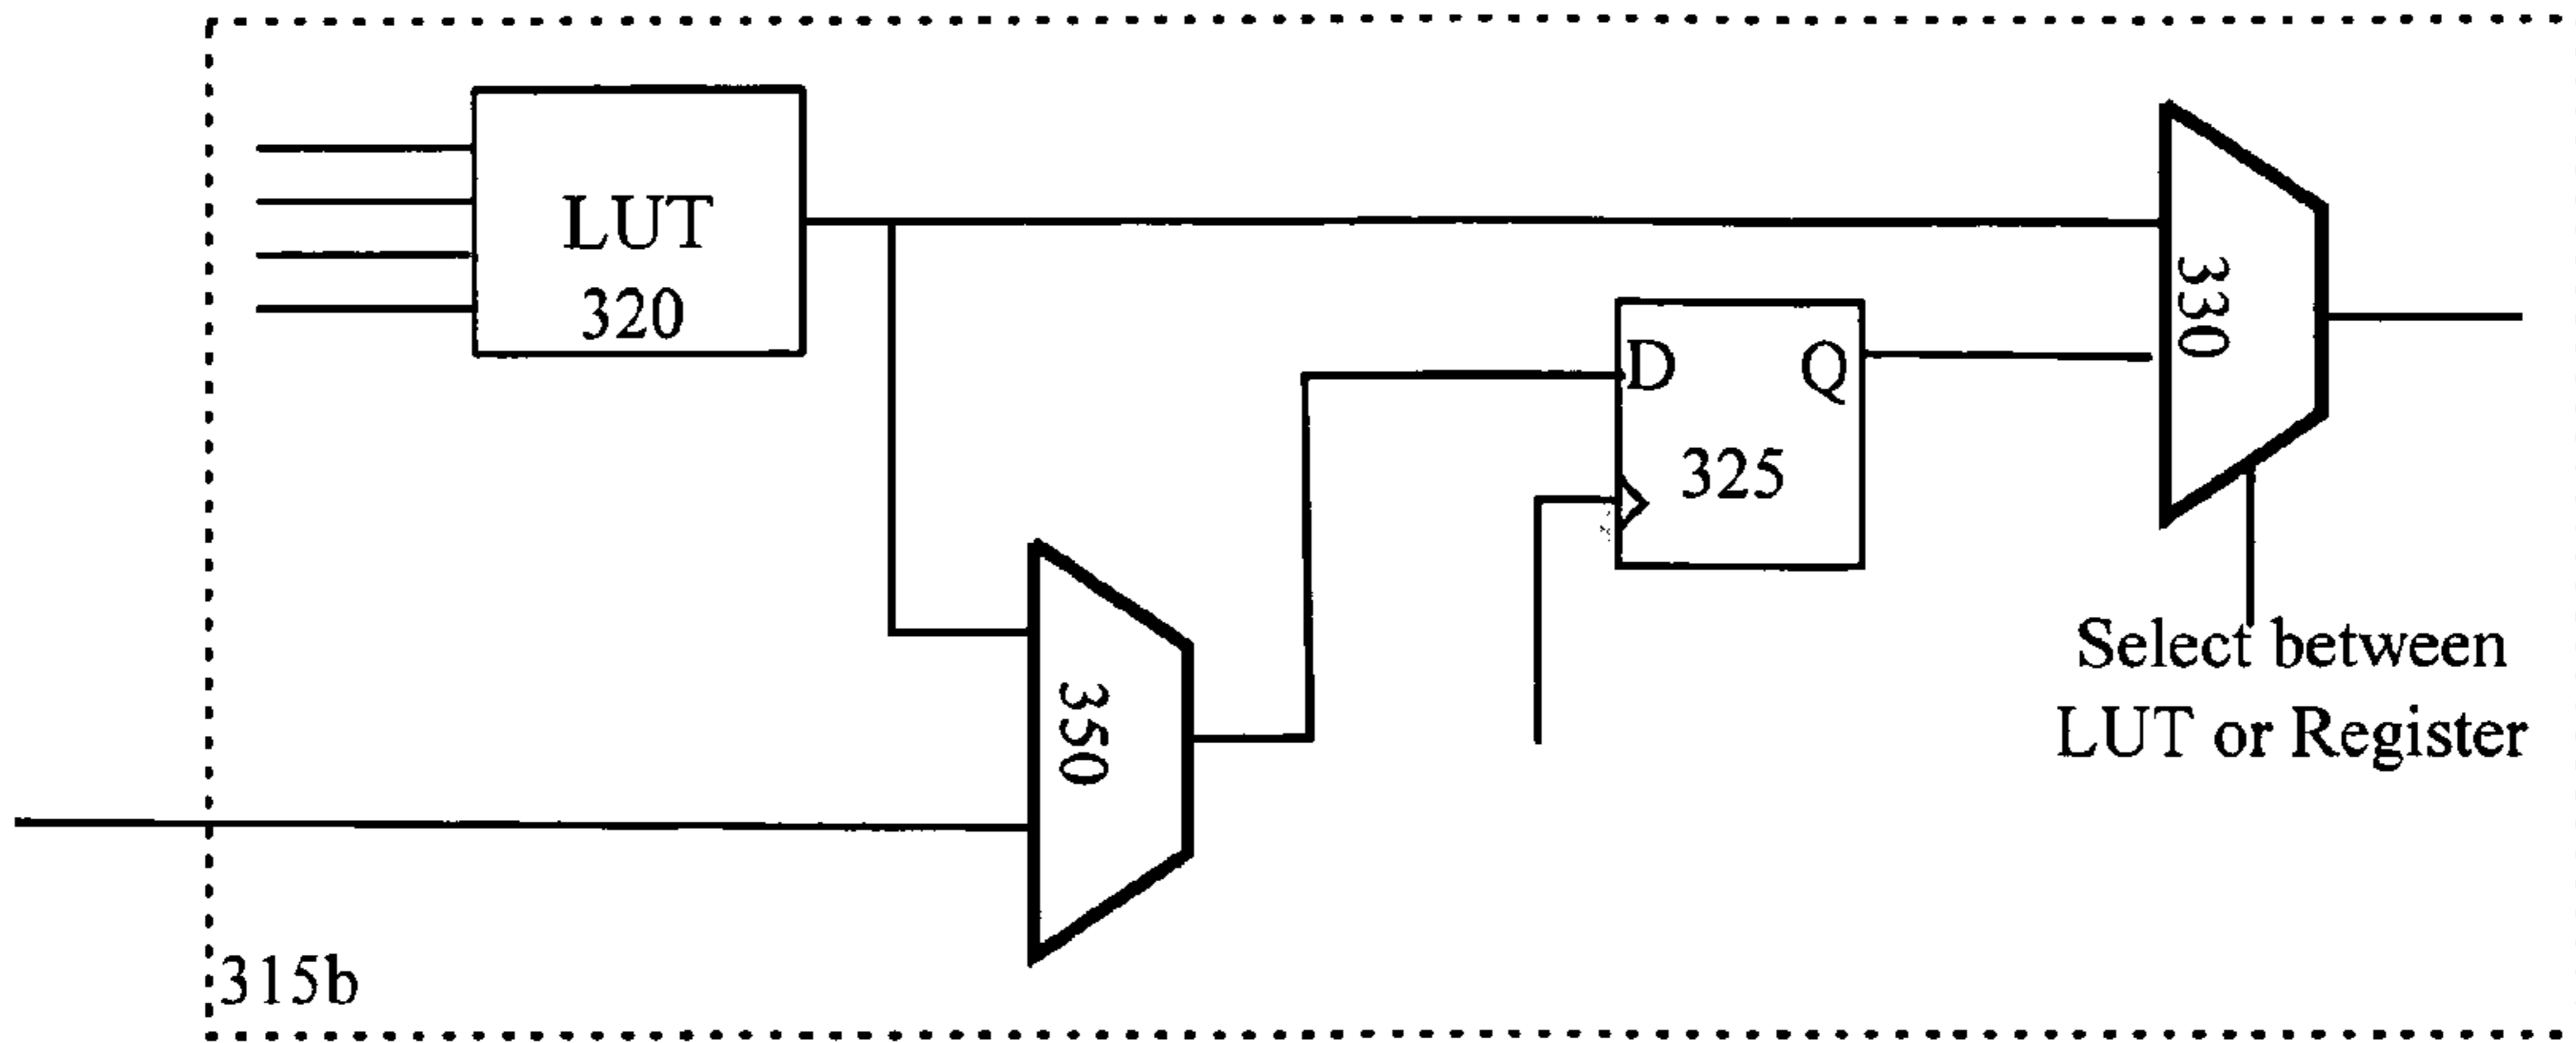 LUT
320
330
D
Q
325
350
Select between
LUT or Register
315b